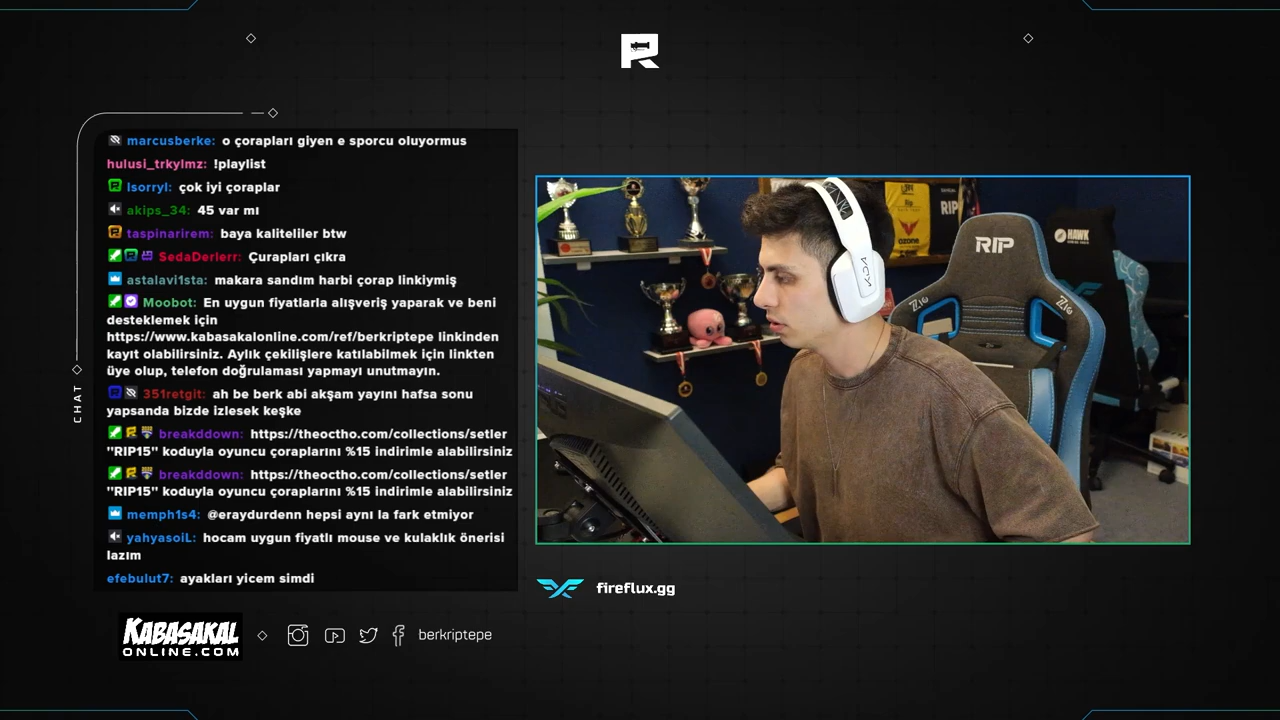 R
marcusberke: o çorapları giyen e sporcu oluyormus
hulusi_trkylmz: !playlist
lsorryl: çok iyi çoraplar
akips_34: 45 var mı
taspinarirem: baya kaliteliler btw
SedaDerlerr: Çurapları çıkra
astalavi1sta: makara sandım harbi çorap linkiymiş
Moobot: En uygun fiyatlarla alışveriş yaparak ve beni
desteklemek için
https://www.kabasakalonline.com/ref/berkriptepe linkinden
kayıt olabilirsiniz. Aylık çekilişlere katılabilmek için linkten
üye olup, telefon doğrulaması yapmayı unutmayın.
351retgit: ah be berk abi akşam yayını hafsa sonu
yapsanda bizde izlesek keşke
breakddown: https://theoctho.com/collections/setler
"RIP15" koduyla oyuncu çoraplarını %15 indirimle alabilirsiniz
breakddown: https://theoctho.com/collections/setler
"RIP15" koduyla oyuncu çoraplarını %15 indirimle alabilirsiniz
memph1s4: @eraydurdenn hepsi aynı la fark etmiyor
yahyasoiL: hocam uygun fiyatlı mouse ve kulaklık önerisi
lazım
efebulut7: ayakları yicem simdi
CHAT
Rip
ozone
RIP
HAWK
RIP
fireflux.gg
KABASAKAL
ONLINE.COM
berkriptepe